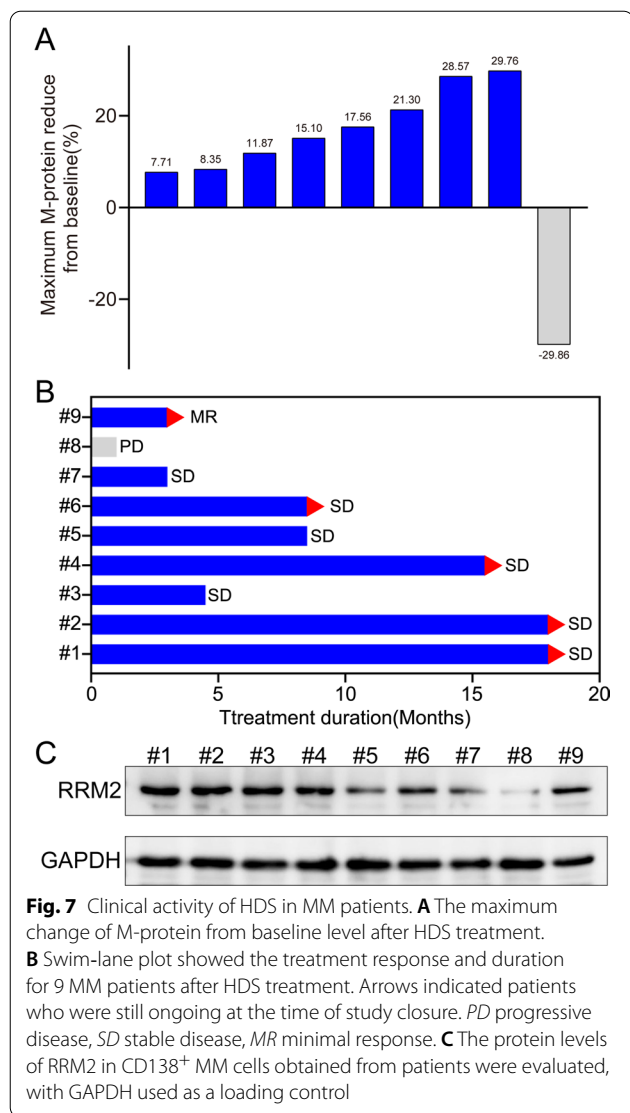 A
Maximum M-protein reduce
from baseline(%)
20
0
-20
7.71
8.35
11.87
15.10
17.56
21.30
28.57
29.76
-29.86
B
#9 MR
#8 PD
#7 SD
#6 SD
#5 SD
#4 SD
#3 SD
#2 SD
#1 SD
0 5 10 15 20
Ttreatment duration(Months)
C
#1 #2 #3 #4 #5 #6 #7 #8 #9
RRM2
GAPDH
Fig. 7 Clinical activity of HDS in MM patients. A The maximum
change of M-protein from baseline level after HDS treatment.
B Swim-lane plot showed the treatment response and duration
for 9 MM patients after HDS treatment. Arrows indicated patients
who were still ongoing at the time of study closure. PD progressive
disease, SD stable disease, MR minimal response. C The protein levels
of RRM2 in CD138⁺ MM cells obtained from patients were evaluated,
with GAPDH used as a loading control